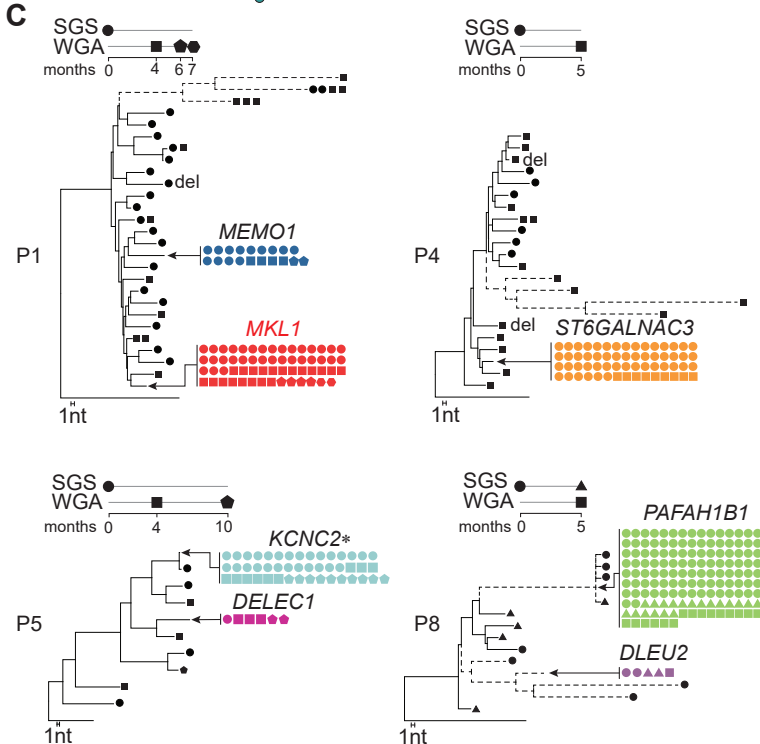 C
SGS
WGA
months 0 4 6 7
del
P1
MEMO1
MKL1
1nt
SGS
WGA
months 0 5
del
P4
del
ST6GALNAC3
1nt
SGS
WGA
months 0 4 10
KCNC2*
DELEC1
P5
1nt
SGS
WGA
months 0 5
PAFAH1B1
P8
DLEU2
1nt